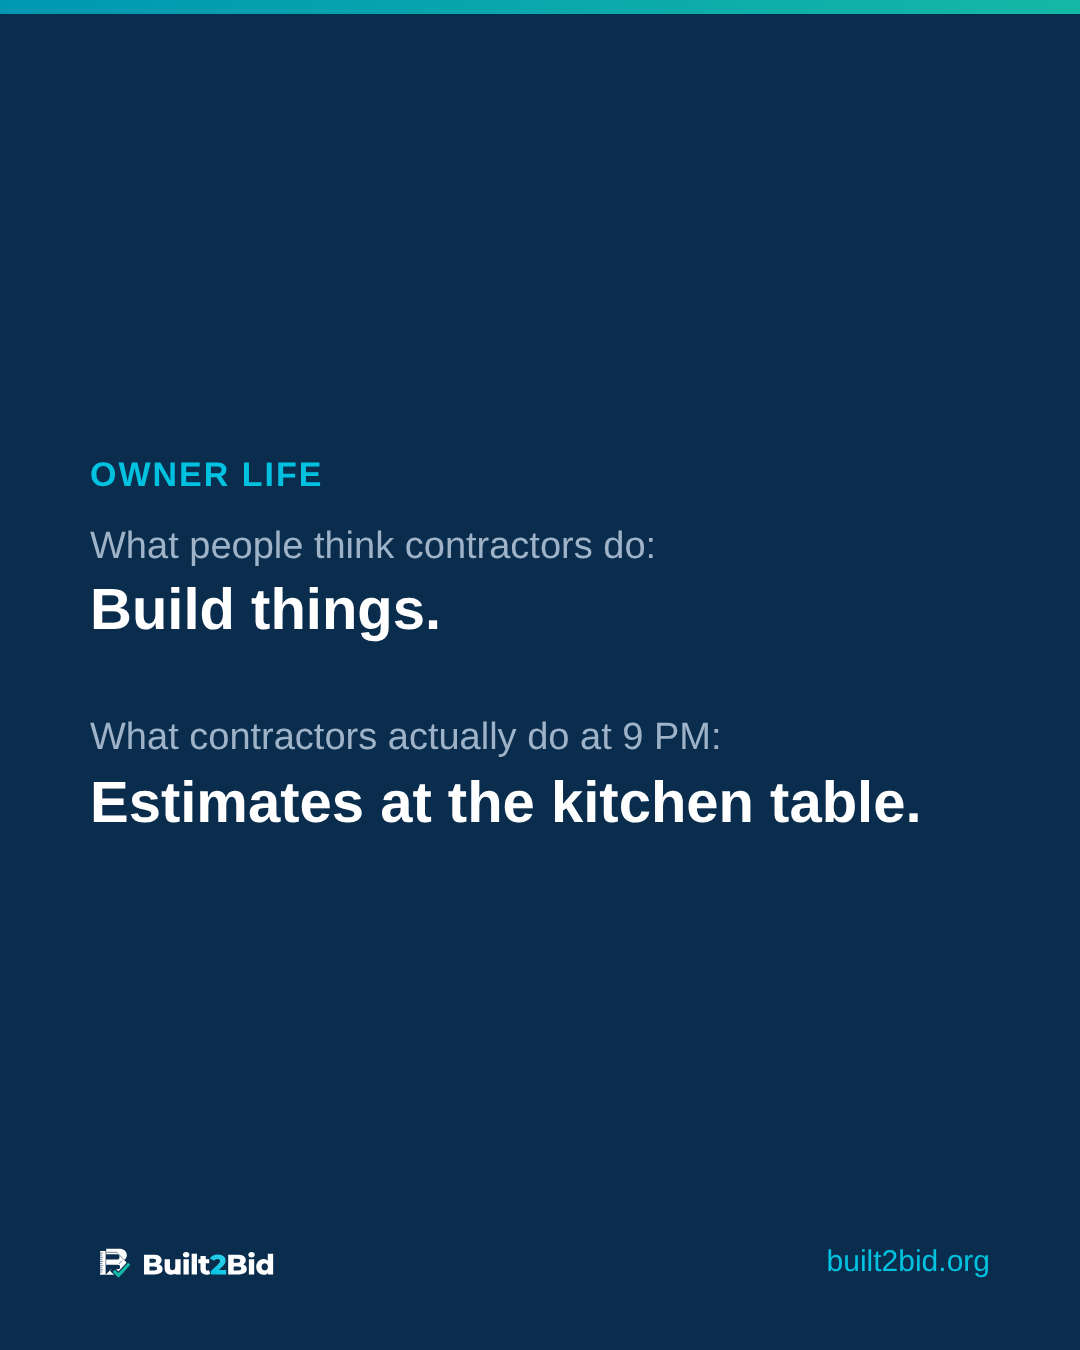 OWNER LIFE
What people think contractors do:
Build things.
What contractors actually do at 9 PM:
Estimates at the kitchen table.
Built2Bid
built2bid.org